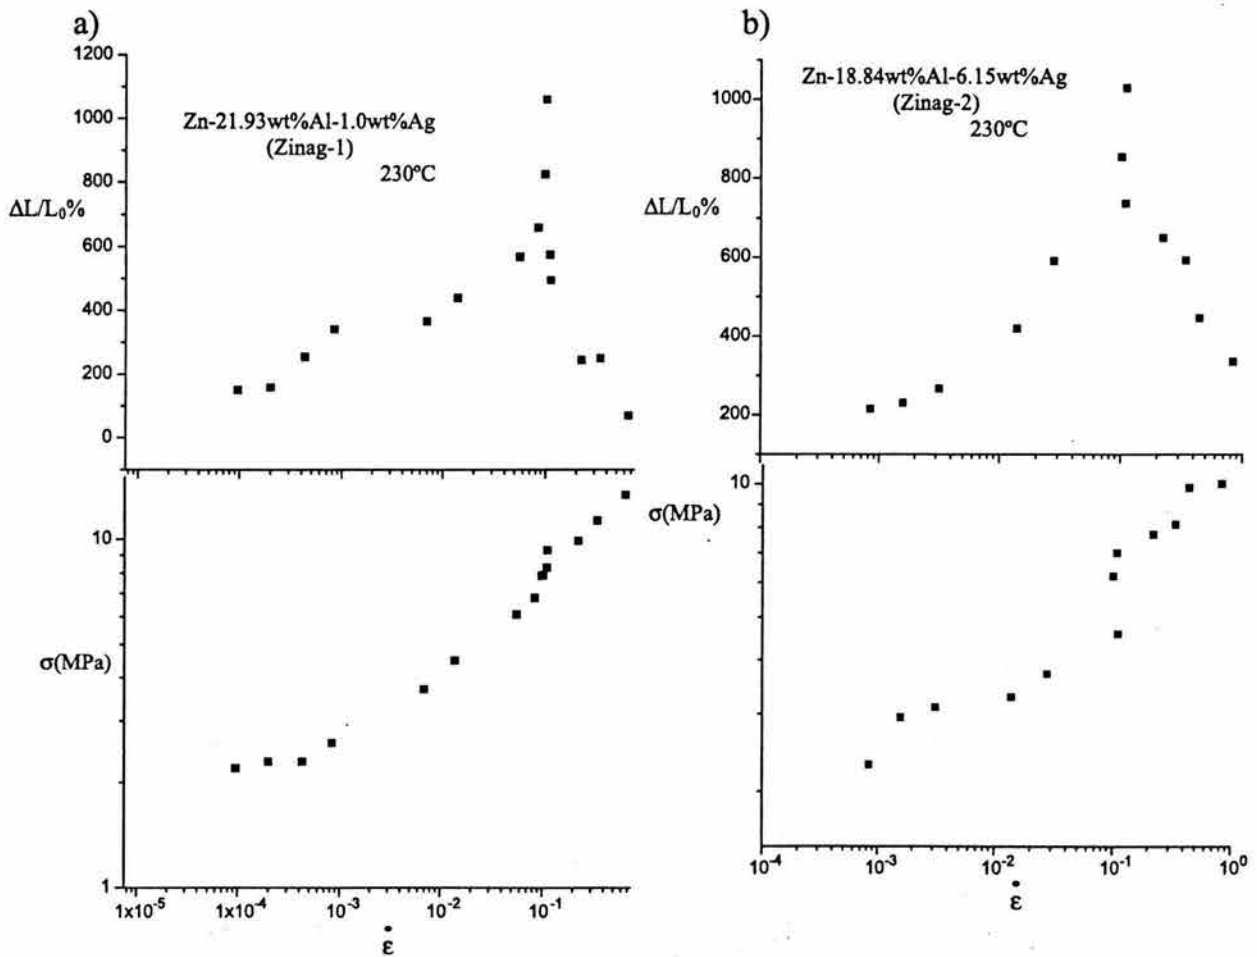 a)
1200
1000
800
600
400
200
0
ΔL/L₀%
Zn-21.93wt%Al-1.0wt%Ag
(Zinag-1)
230ºC
10
1
σ(MPa)
1x10⁻⁵
1x10⁻⁴
10⁻³
10⁻²
10⁻¹
ε̇
b)
1000
800
600
400
200
ΔL/L₀%
Zn-18.84wt%Al-6.15wt%Ag
(Zinag-2)
230ºC
10
σ(MPa)
10⁻⁴
10⁻³
10⁻²
10⁻¹
10⁰
ε̇